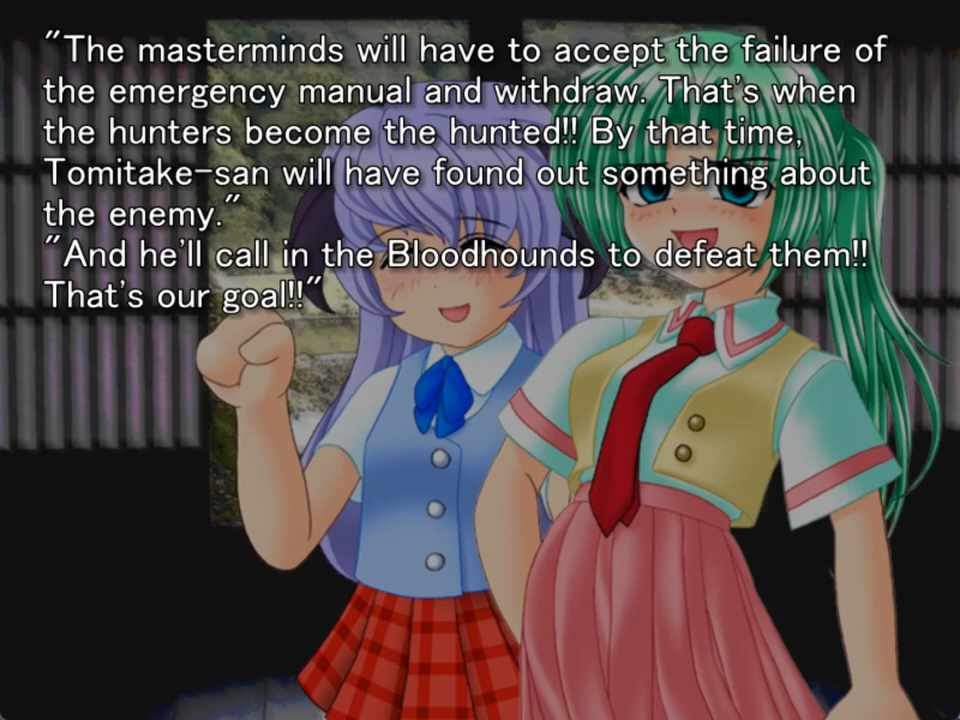 "The masterminds will have to accept the failure of
the emergency manual and withdraw. That's when
the hunters become the hunted!! By that time,
Tomitake-san will have found out something about
the enemy."
"And he'll call in the Bloodhounds to defeat them!!
That's our goal!!"